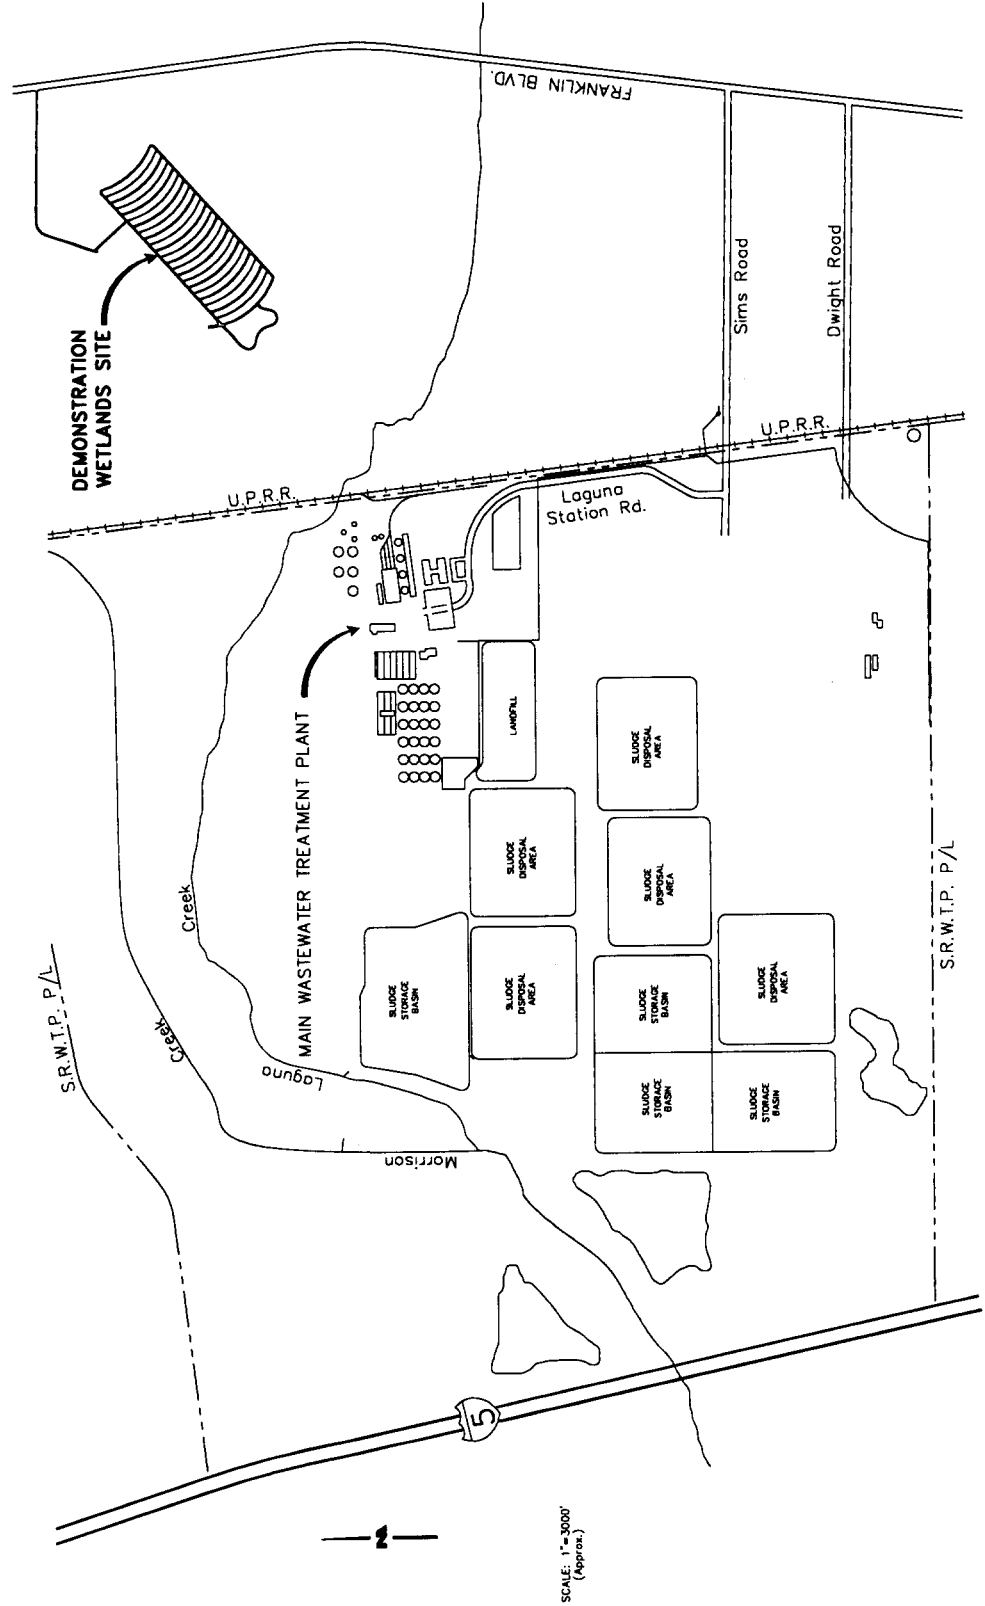 FRANKLIN BLVD.
DEMONSTRATION
WETLANDS SITE
Sims Road
Dwight Road
U.P.R.R.
U.P.R.R.
Laguna
Station Rd.
MAIN WASTEWATER TREATMENT PLANT
LANDFILL
SLUDGE
DISPOSAL
AREA
SLUDGE
DISPOSAL
AREA
SLUDGE
DISPOSAL
AREA
SLUDGE
STORAGE
BASIN
SLUDGE
DISPOSAL
AREA
SLUDGE
STORAGE
BASIN
SLUDGE
DISPOSAL
AREA
SLUDGE
STORAGE
BASIN
SLUDGE
STORAGE
BASIN
Creek
Creek
Laguna
Morrison
S.R.W.T.P. P/L
S.R.W.T.P. P/L
5
N
SCALE: 1"=3000'
(Approx.)